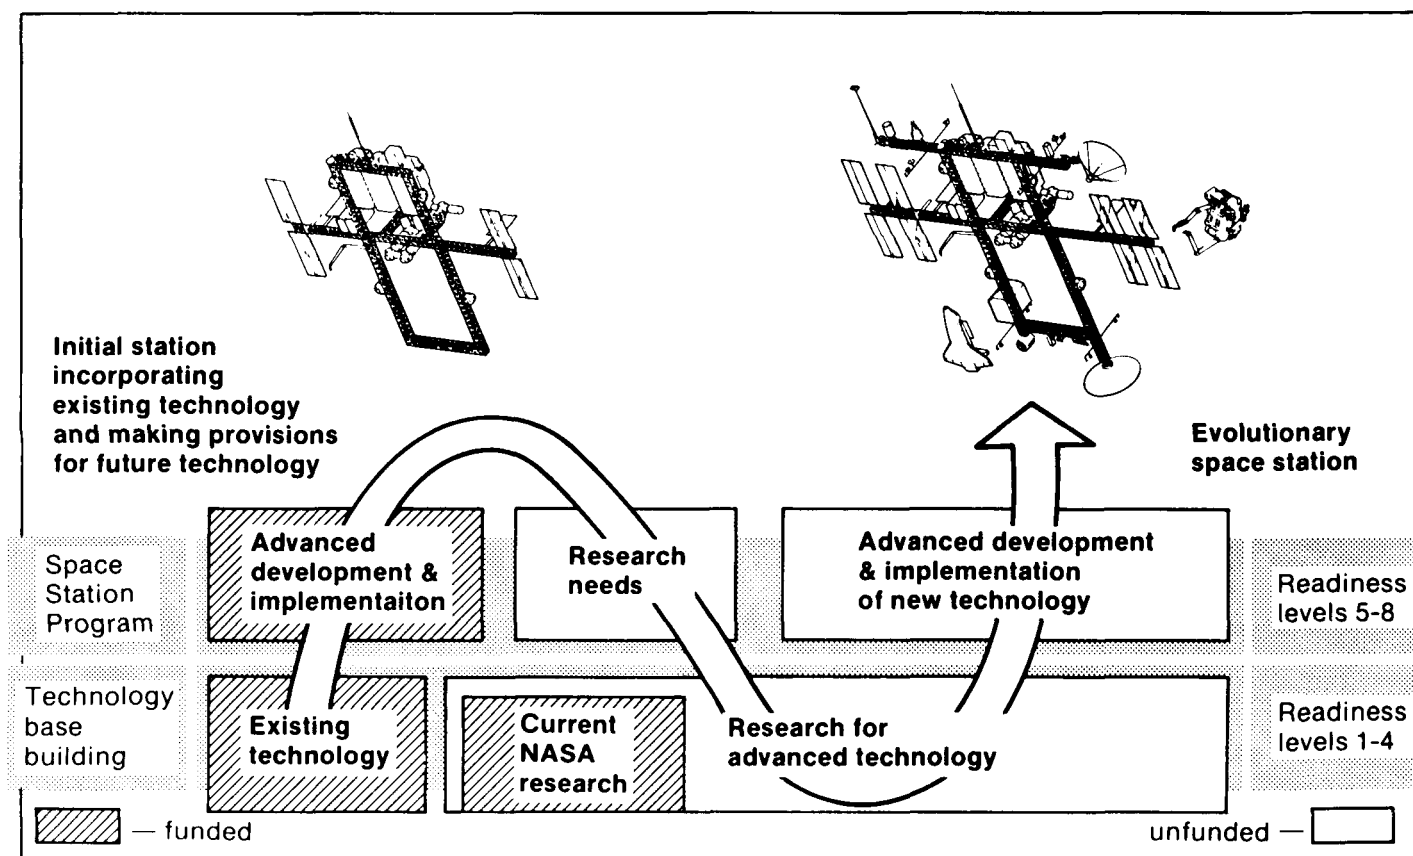 Initial station
incorporating
existing technology
and making provisions
for future technology
Evolutionary
space station
Space
Station
Program
Advanced
development &
implementaiton
Research
needs
Advanced development
& implementation
of new technology
Readiness
levels 5-8
Technology
base
building
Existing
technology
Current
NASA
research
Research for
advanced technology
Readiness
levels 1-4
— funded
unfunded —